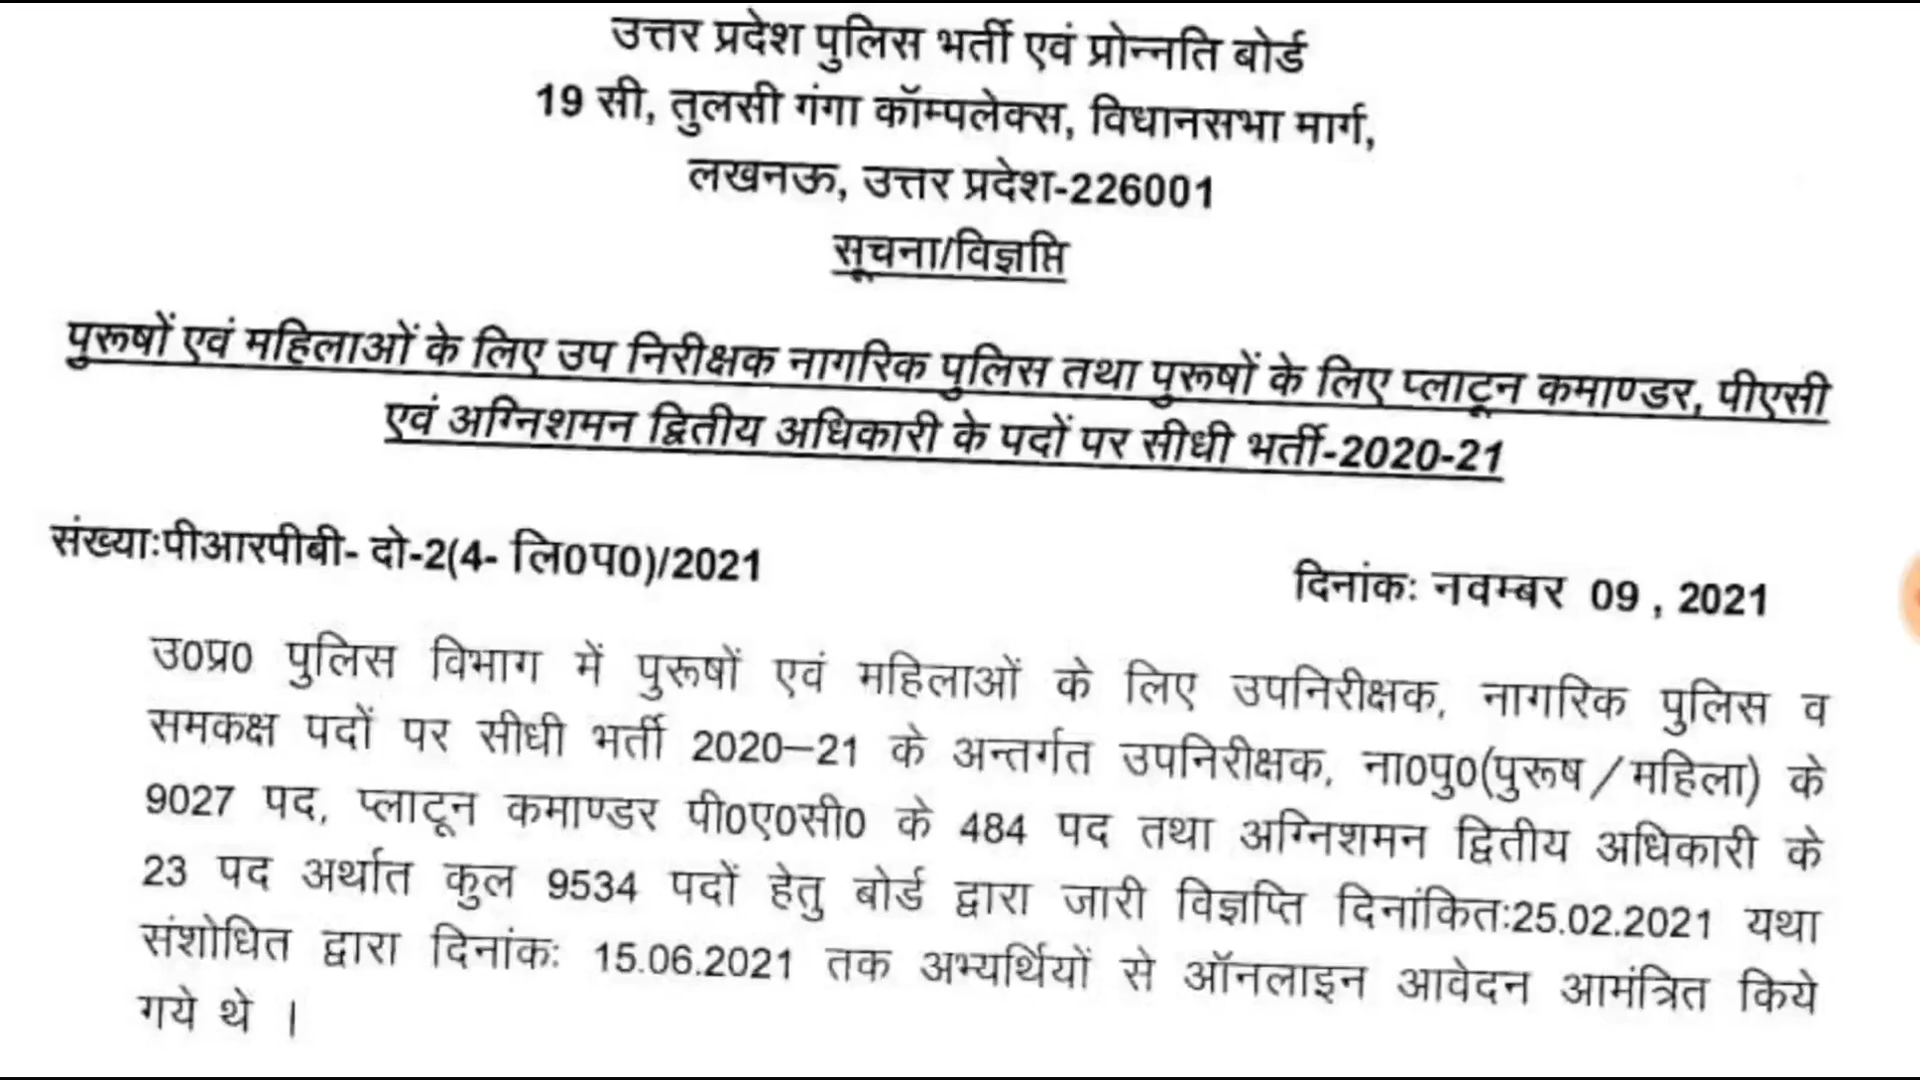 उत्तर प्रदेश पुलिस भर्ती एवं प्रोन्नति बोर्ड
19 सी, तुलसी गंगा कॉम्पलेक्स, विधानसभा मार्ग,
लखनऊ, उत्तर प्रदेश-226001
सूचना/विज्ञप्ति
पुरूषों एवं महिलाओं के लिए उप निरीक्षक नागरिक पुलिस तथा पुरूषों के लिए प्लाटून कमाण्डर, पीएसी
एवं अग्निशमन द्वितीय अधिकारी के पदों पर सीधी भर्ती-2020-21
संख्या:पीआरपीबी- दो-2(4- लि0प0)/2021
दिनांक: नवम्बर 09 , 2021
उ0प्र0 पुलिस विभाग में पुरूषों एवं महिलाओं के लिए उपनिरीक्षक, नागरिक पुलिस व
समकक्ष पदों पर सीधी भर्ती 2020–21 के अन्तर्गत उपनिरीक्षक, ना0पु0(पुरूष/महिला) के
9027 पद, प्लाटून कमाण्डर पी0ए0सी0 के 484 पद तथा अग्निशमन द्वितीय अधिकारी के
23 पद अर्थात कुल 9534 पदों हेतु बोर्ड द्वारा जारी विज्ञप्ति दिनांकित:25.02.2021 यथा
संशोधित द्वारा दिनांक: 15.06.2021 तक अभ्यर्थियों से ऑनलाइन आवेदन आमंत्रित किये
गये थे ।